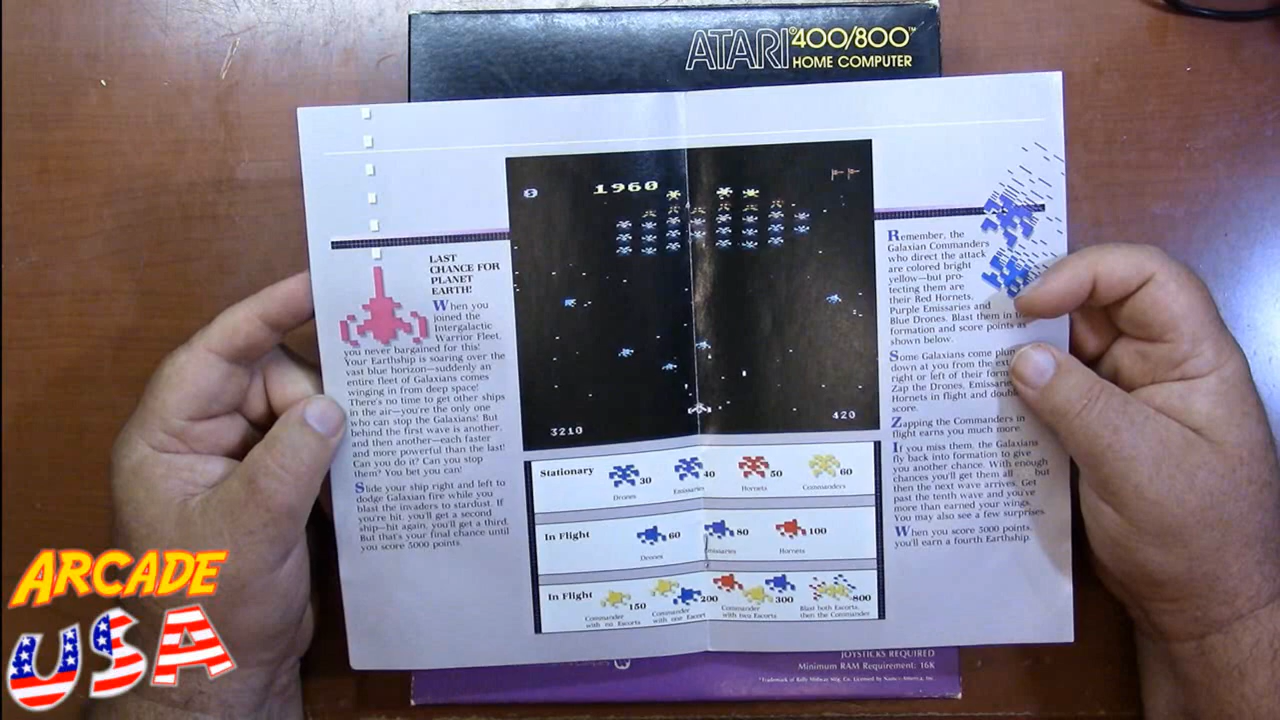 ATARI® 400/800™
HOME COMPUTER
0
1960
3210
420
LAST
CHANCE FOR
PLANET
EARTH!
When you
joined the
Intergalactic
Warrior Fleet,
you never bargained for this!
Your Earthship is soaring over the
vast blue horizon—suddenly an
entire fleet of Galaxians comes
winging in from deep space!
There's no time to get other ships
in the air—you're the only one
who can stop the Galaxians! But
behind the first wave is another,
and then another—each faster
and more powerful than the last!
Can you do it? Can you stop
them? You bet you can!
Slide your ship right and left to
dodge Galaxian fire while you
blast the invaders to stardust. If
you're hit, you'll get a second
ship—hit again, you'll get a third.
But that's your final chance until
you score 5000 points.
Stationary
30
40
50
60
Drones
Emissaries
Hornets
Commanders
In Flight
60
80
100
Drones
Emissaries
Hornets
In Flight
150
200
300
800
Commander
with no Escorts
Commander
with one Escort
Commander
with two Escorts
Blast both Escorts,
then the Commander
Remember, the
Galaxian Commanders
who direct the attack
are colored bright
yellow—but pro-
tecting them are
their Red Hornets,
Purple Emissaries and
Blue Drones. Blast them in
formation and score points as
shown below.
Some Galaxians come
down at you from the
right or left of their
Zap the Drones,
Hornets in flight and
score.
Zapping the Commanders in
flight earns you much more.
If you miss them, the Galaxians
fly back into formation to give
you another chance. With enough
chances you'll get them all . . . but
then the next wave arrives. Get
past the tenth wave and you've
more than earned your wings.
You may also see a few surprises.
When you score 5000 points,
you'll earn a fourth Earthship.
JOYSTICKS REQUIRED
Minimum RAM Requirement: 16K
*Trademark of Bally Midway Mfg. Co. Licensed by Namco-America, Inc.
ARCADE
USA